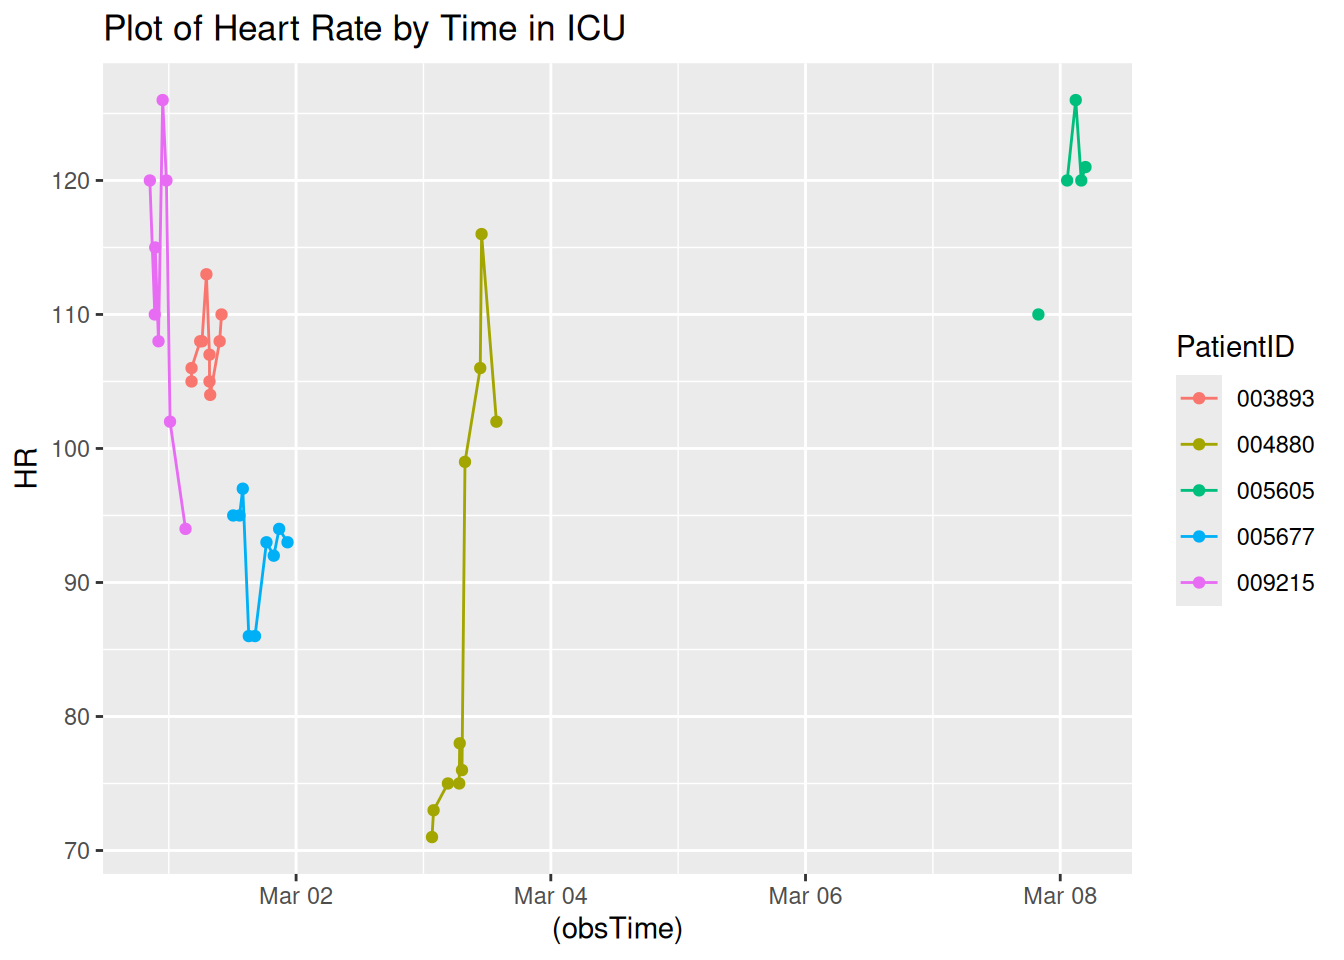 Plot of Heart Rate by Time in ICU
120
110
100
90
80
70
HR
Mar 02
Mar 04
Mar 06
Mar 08
(obsTime)
PatientID
003893
004880
005605
005677
009215